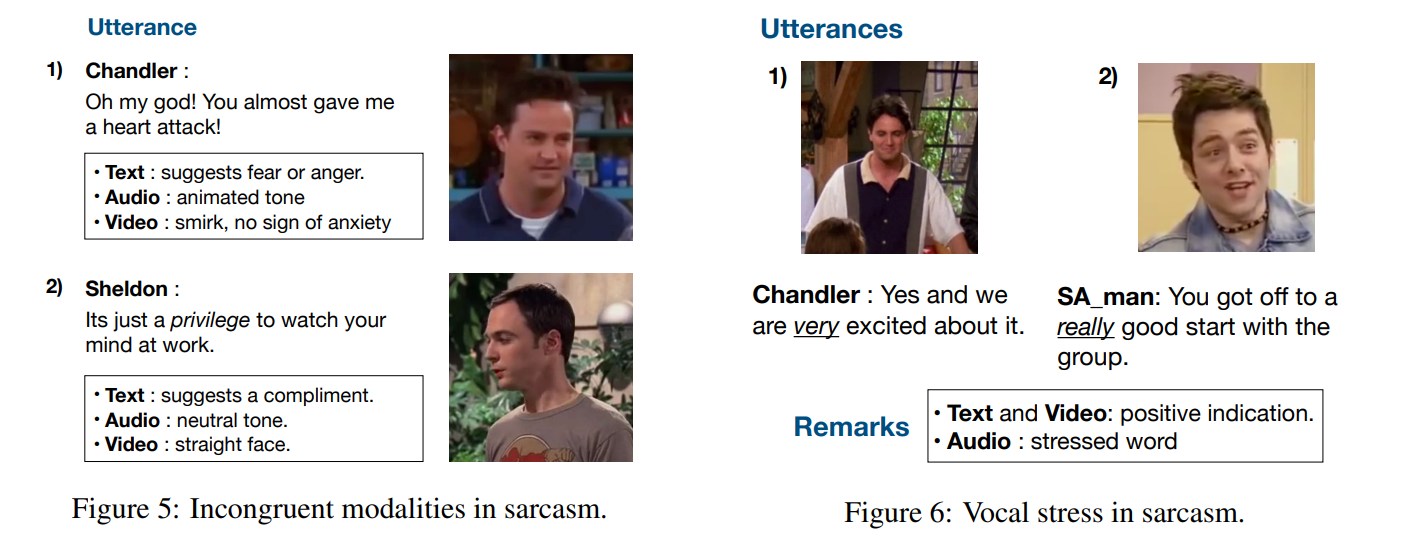 Utterance
1) Chandler :
Oh my god! You almost gave me
a heart attack!
• Text : suggests fear or anger.
• Audio : animated tone
• Video : smirk, no sign of anxiety
2) Sheldon :
Its just a privilege to watch your
mind at work.
• Text : suggests a compliment.
• Audio : neutral tone.
• Video : straight face.
Figure 5: Incongruent modalities in sarcasm.
Utterances
1)
2)
Chandler : Yes and we
are very excited about it.
SA_man: You got off to a
really good start with the
group.
Remarks
• Text and Video: positive indication.
• Audio : stressed word
Figure 6: Vocal stress in sarcasm.